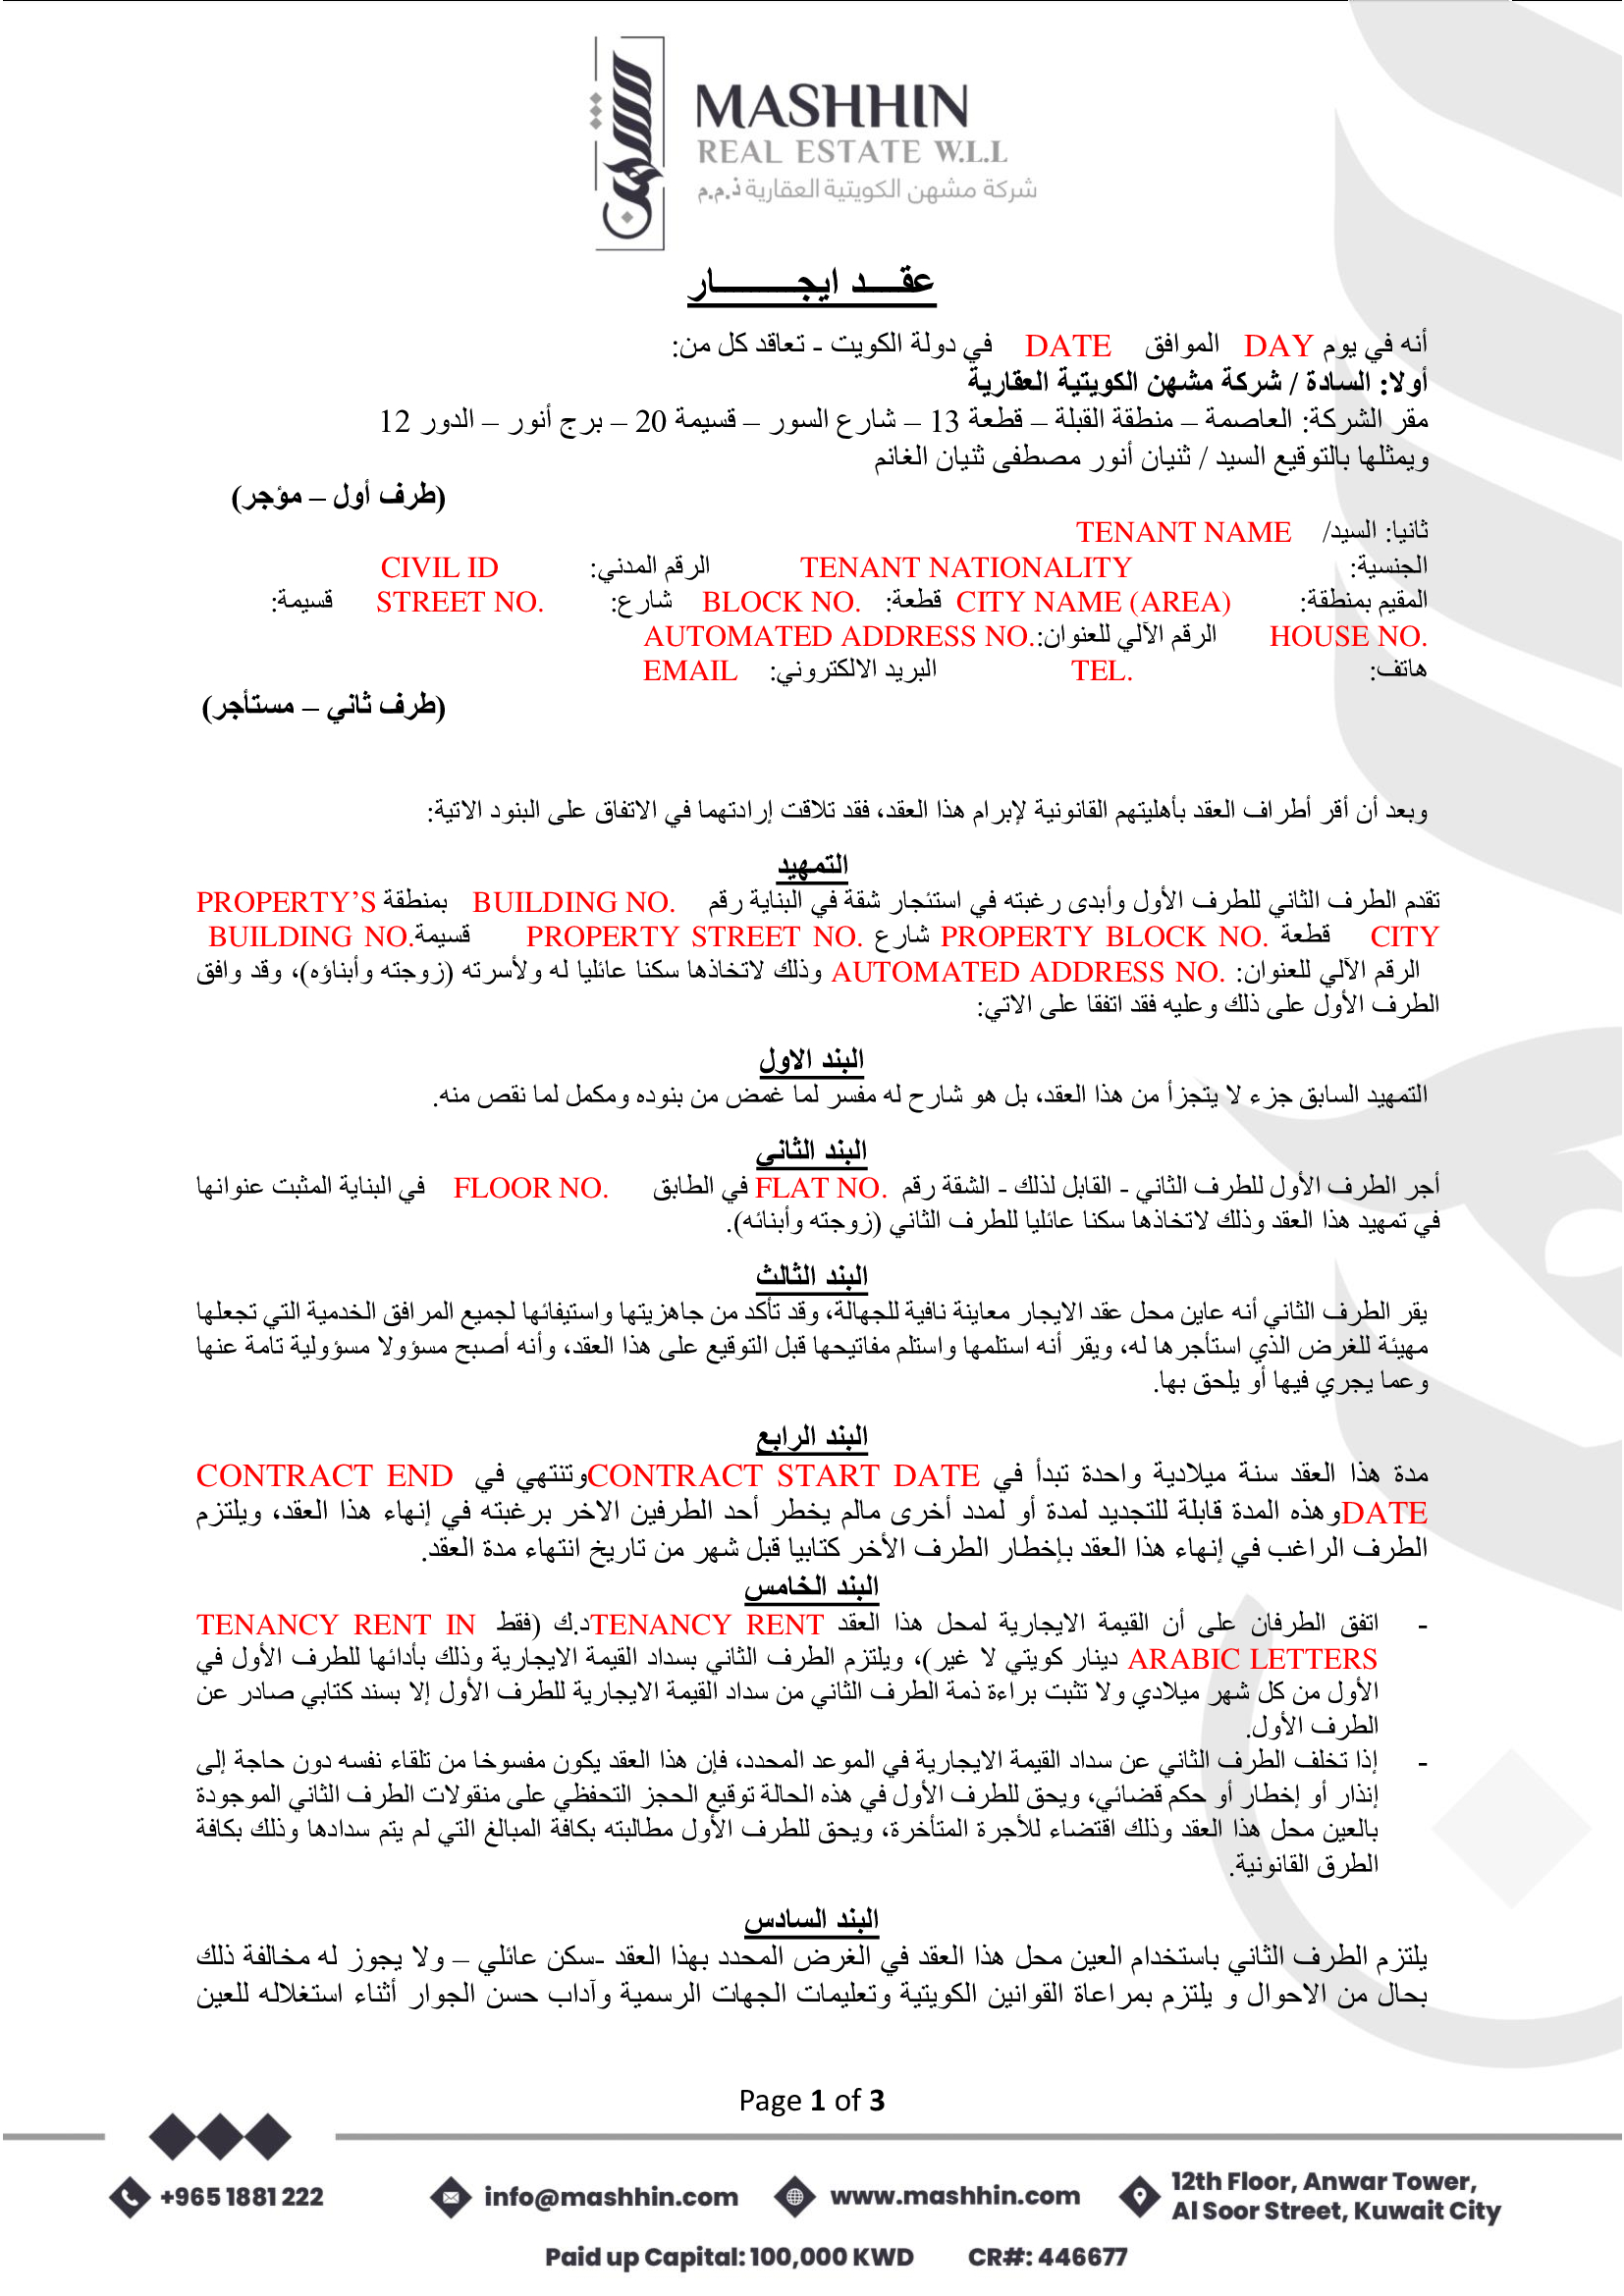 مشهن
MASHHIN
REAL ESTATE W.L.L
شركة مشهن الكويتية العقارية ذ.م.م
عقـــد ايجـــــــــار
أنه في يوم DAY الموافق DATE في دولة الكويت - تعاقد كل من:
أولا: السادة / شركة مشهن الكويتية العقارية
مقر الشركة: العاصمة – منطقة القبلة – قطعة 13 – شارع السور – قسيمة 20 – برج أنور – الدور 12
ويمثلها بالتوقيع السيد / ثنيان أنور مصطفى ثنيان الغانم
(طرف أول – مؤجر)
ثانيا: السيد/ TENANT NAME
الجنسية: TENANT NATIONALITY الرقم المدني: CIVIL ID
المقيم بمنطقة: CITY NAME (AREA) قطعة: BLOCK NO. شارع: STREET NO. قسيمة:
HOUSE NO. الرقم الآلي للعنوان: AUTOMATED ADDRESS NO.
هاتف: TEL. البريد الالكتروني: EMAIL
(طرف ثاني – مستأجر)
وبعد أن أقر أطراف العقد بأهليتهم القانونية لإبرام هذا العقد، فقد تلاقت إرادتهما في الاتفاق على البنود الاتية:
التمهيد
تقدم الطرف الثاني للطرف الأول وأبدى رغبته في استئجار شقة في البناية رقم BUILDING NO. بمنطقة PROPERTY’S
CITY قطعة PROPERTY BLOCK NO. شارع PROPERTY STREET NO. قسيمة BUILDING NO.
الرقم الآلي للعنوان: AUTOMATED ADDRESS NO. وذلك لاتخاذها سكنا عائليا له ولأسرته (زوجته وأبناؤه)، وقد وافق
الطرف الأول على ذلك وعليه فقد اتفقا على الاتي:
البند الاول
التمهيد السابق جزء لا يتجزأ من هذا العقد، بل هو شارح له مفسر لما غمض من بنوده ومكمل لما نقص منه.
البند الثاني
أجر الطرف الأول للطرف الثاني - القابل لذلك - الشقة رقم FLAT NO. في الطابق FLOOR NO. في البناية المثبت عنوانها
في تمهيد هذا العقد وذلك لاتخاذها سكنا عائليا للطرف الثاني (زوجته وأبنائه).
البند الثالث
يقر الطرف الثاني أنه عاين محل عقد الايجار معاينة نافية للجهالة، وقد تأكد من جاهزيتها واستيفائها لجميع المرافق الخدمية التي تجعلها
مهيئة للغرض الذي استأجرها له، ويقر أنه استلمها واستلم مفاتيحها قبل التوقيع على هذا العقد، وأنه أصبح مسؤولا مسؤولية تامة عنها
وعما يجري فيها أو يلحق بها.
البند الرابع
مدة هذا العقد سنة ميلادية واحدة تبدأ في CONTRACT START DATE وتنتهي في CONTRACT END
DATE وهذه المدة قابلة للتجديد لمدة أو لمدد أخرى مالم يخطر أحد الطرفين الاخر برغبته في إنهاء هذا العقد، ويلتزم
الطرف الراغب في إنهاء هذا العقد بإخطار الطرف الأخر كتابيا قبل شهر من تاريخ انتهاء مدة العقد.
البند الخامس
- اتفق الطرفان على أن القيمة الايجارية لمحل هذا العقد TENANCY RENT د.ك (فقط TENANCY RENT IN
ARABIC LETTERS دينار كويتي لا غير)، ويلتزم الطرف الثاني بسداد القيمة الايجارية وذلك بأدائها للطرف الأول في
الأول من كل شهر ميلادي ولا تثبت براءة ذمة الطرف الثاني من سداد القيمة الايجارية للطرف الأول إلا بسند كتابي صادر عن
الطرف الأول.
- إذا تخلف الطرف الثاني عن سداد القيمة الايجارية في الموعد المحدد، فإن هذا العقد يكون مفسوخا من تلقاء نفسه دون حاجة إلى
إنذار أو إخطار أو حكم قضائي، ويحق للطرف الأول في هذه الحالة توقيع الحجز التحفظي على منقولات الطرف الثاني الموجودة
بالعين محل هذا العقد وذلك اقتضاء للأجرة المتأخرة، ويحق للطرف الأول مطالبته بكافة المبالغ التي لم يتم سدادها وذلك بكافة
الطرق القانونية.
البند السادس
يلتزم الطرف الثاني باستخدام العين محل هذا العقد في الغرض المحدد بهذا العقد -سكن عائلي – ولا يجوز له مخالفة ذلك
بحال من الاحوال و يلتزم بمراعاة القوانين الكويتية وتعليمات الجهات الرسمية وآداب حسن الجوار أثناء استغلاله للعين
Page 1 of 3
+965 1881 222
info@mashhin.com
www.mashhin.com
12th Floor, Anwar Tower,
Al Soor Street, Kuwait City
Paid up Capital: 100,000 KWD CR#: 446677